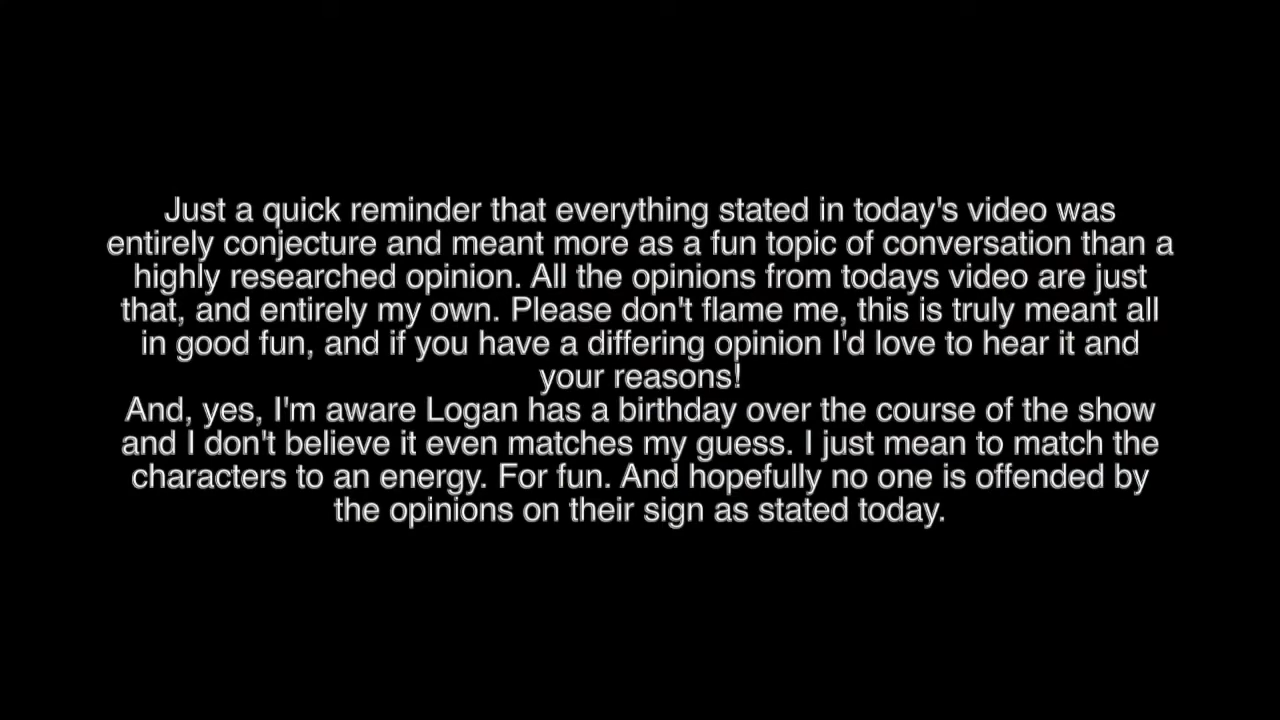 Just a quick reminder that everything stated in today's video was
entirely conjecture and meant more as a fun topic of conversation than a
highly researched opinion. All the opinions from todays video are just
that, and entirely my own. Please don't flame me, this is truly meant all
in good fun, and if you have a differing opinion I'd love to hear it and
your reasons!
And, yes, I'm aware Logan has a birthday over the course of the show
and I don't believe it even matches my guess. I just mean to match the
characters to an energy. For fun. And hopefully no one is offended by
the opinions on their sign as stated today.